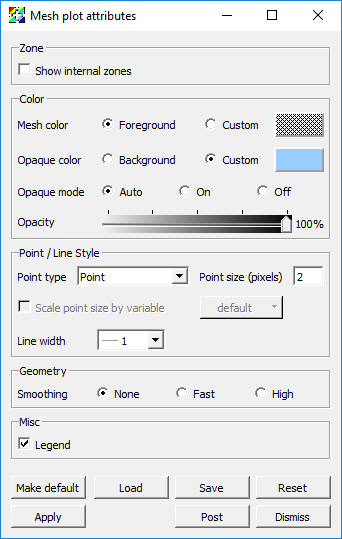 Mesh plot attributes
Zone
Show internal zones
Color
Mesh color Foreground Custom
Opaque color Background Custom
Opaque mode Auto On Off
Opacity 100%
Point / Line Style
Point type Point Point size (pixels) 2
Scale point size by variable default
Line width 1
Geometry
Smoothing None Fast High
Misc
Legend
Make default Load Save Reset
Apply Post Dismiss